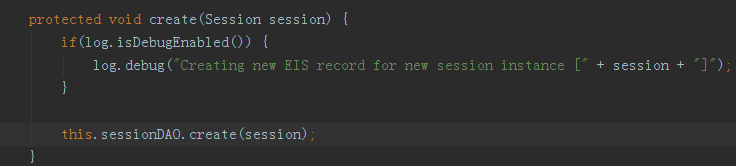 protected void create(Session session) {
if(log.isDebugEnabled()) {
log.debug("Creating new EIS record for new session instance [" + session + "]");
}
this.sessionDAO.create(session);
}